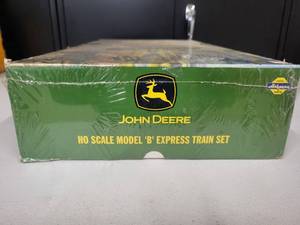 JOHN DEERE
HO SCALE MODEL 'B' EXPRESS TRAIN SET